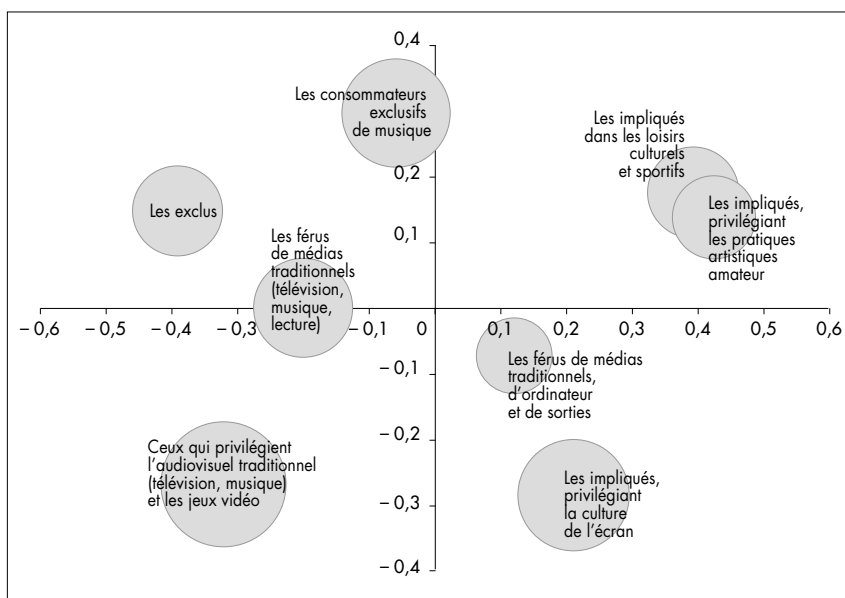 0,4
Les consommateurs
exclusifs
de musique
Les impliqués
dans les loisirs
culturels
et sportifs
0,2
Les exclus
Les impliqués,
privilégiant
les pratiques
artistiques
amateur
Les férus
de médias
traditionnels
(télévision,
musique,
lecture)
0,1
– 0,6 – 0,5 – 0,4 – 0,3 – 0,2 – 0,1 0 0,1 0,2 0,3 0,4 0,5 0,6
– 0,1
Les férus de médias
traditionnels,
d’ordinateur
et de sorties
– 0,2
Ceux qui privilégient
l’audiovisuel traditionnel
(télévision, musique)
et les jeux vidéo
Les impliqués,
privilégiant
la culture
de l’écran
– 0,3
– 0,4